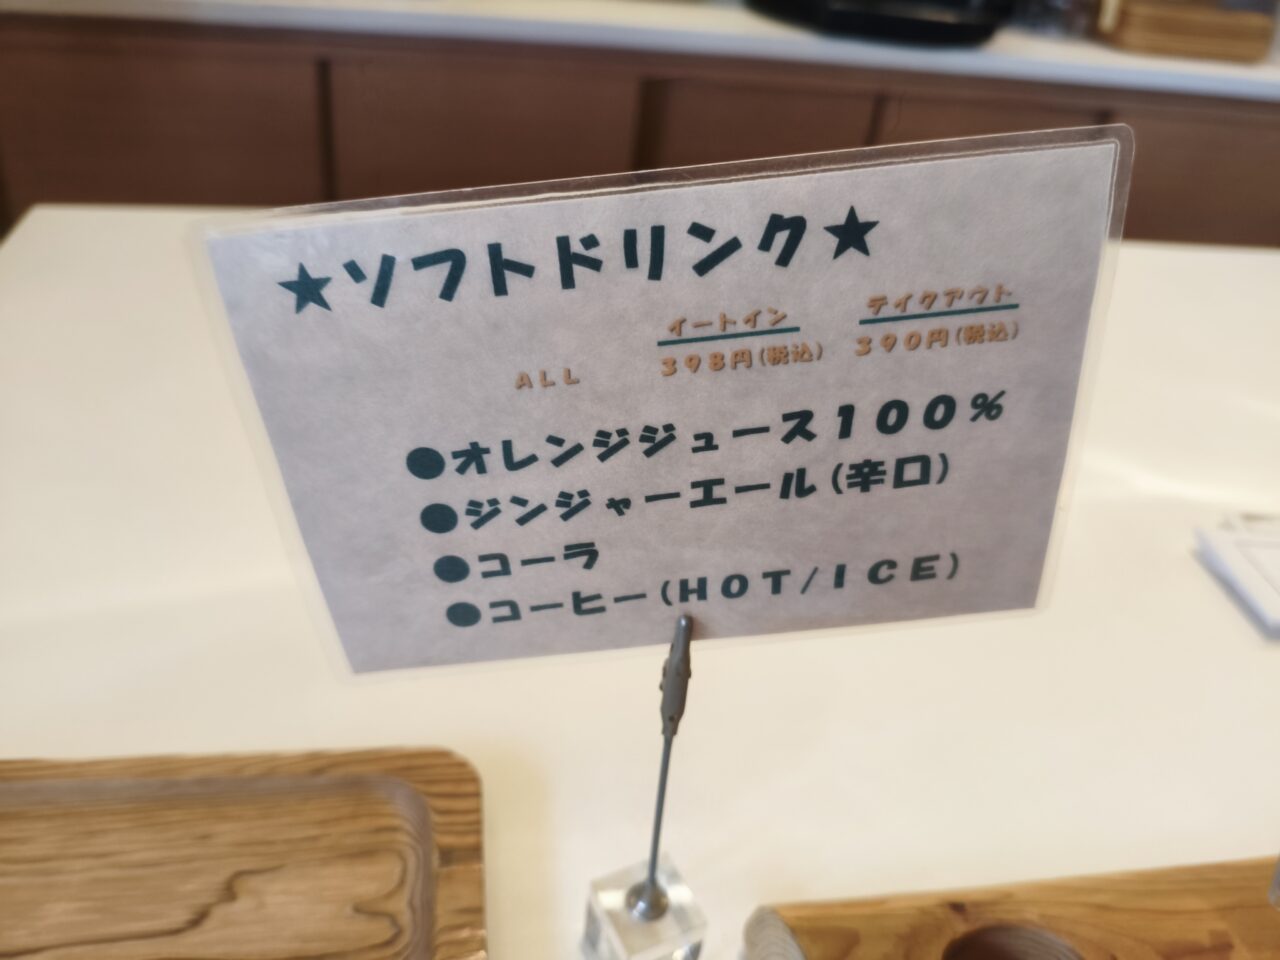 ★ソフトドリンク★
イートイン テイクアウト
ALL 398円(税込) 390円(税込)
●オレンジジュース100%
●ジンジャーエール(辛口)
●コーラ
●コーヒー(HOT/ICE)